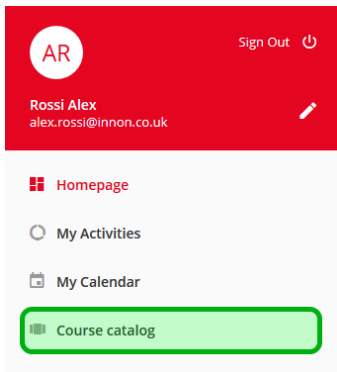 AR
Sign Out
Rossi Alex
alex.rossi@innon.co.uk
Homepage
My Activities
My Calendar
Course catalog